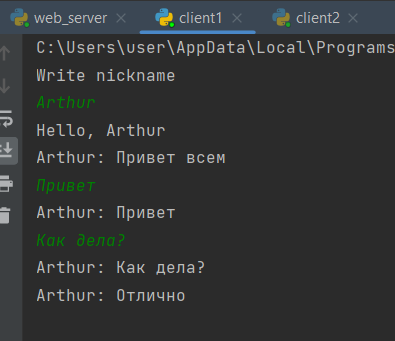 web_server client1 client2
C:\Users\user\AppData\Local\Programs
Write nickname
Arthur
Hello, Arthur
Arthur: Привет всем
Привет
Arthur: Привет
Как дела?
Arthur: Как дела?
Arthur: Отлично